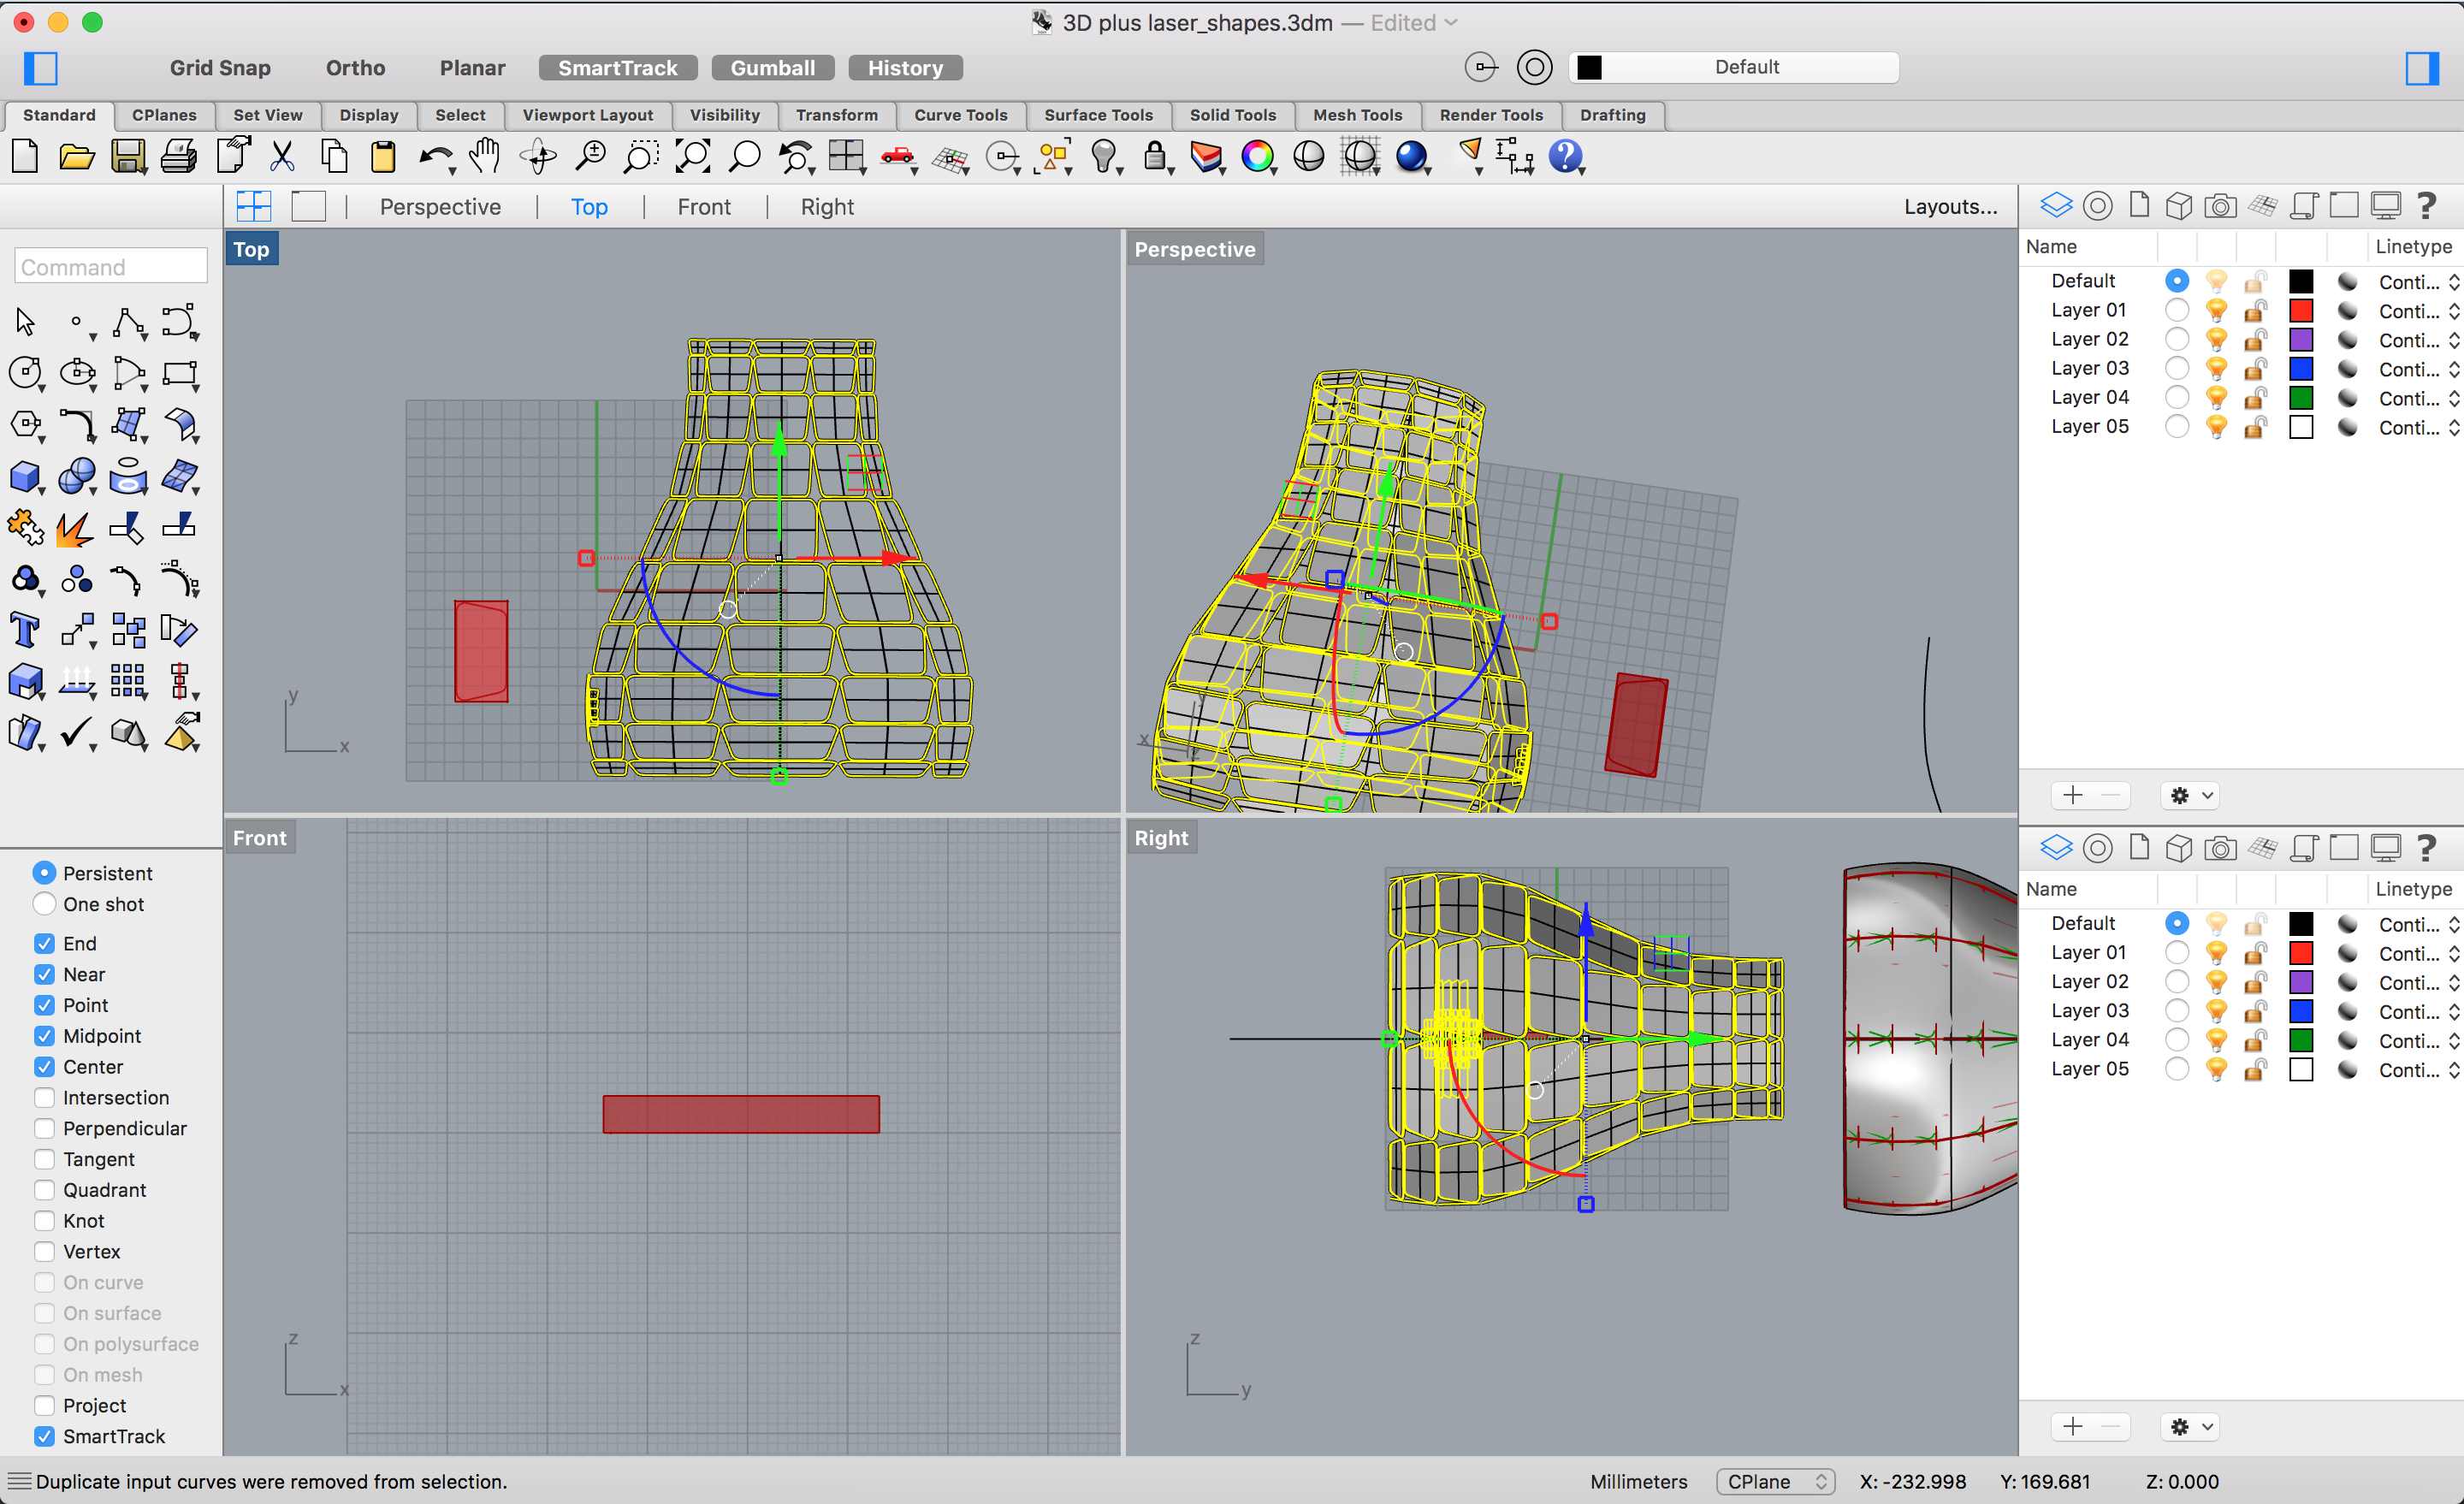 3D plus laser_shapes.3dm — Edited
Grid Snap Ortho Planar SmartTrack Gumball History Default
Standard CPlanes Set View Display Select Viewport Layout Visibility Transform Curve Tools Surface Tools Solid Tools Mesh Tools Render Tools Drafting
Perspective Top Front Right Layouts...
Command
Top
y
x
Perspective
y
x
z
Front
z
x
Right
z
y
Name Linetype
Default Conti...
Layer 01 Conti...
Layer 02 Conti...
Layer 03 Conti...
Layer 04 Conti...
Layer 05 Conti...
Name Linetype
Default Conti...
Layer 01 Conti...
Layer 02 Conti...
Layer 03 Conti...
Layer 04 Conti...
Layer 05 Conti...
Persistent
One shot
End
Near
Point
Midpoint
Center
Intersection
Perpendicular
Tangent
Quadrant
Knot
Vertex
On curve
On surface
On polysurface
On mesh
Project
SmartTrack
Duplicate input curves were removed from selection.
Millimeters CPlane X: -232.998 Y: 169.681 Z: 0.000